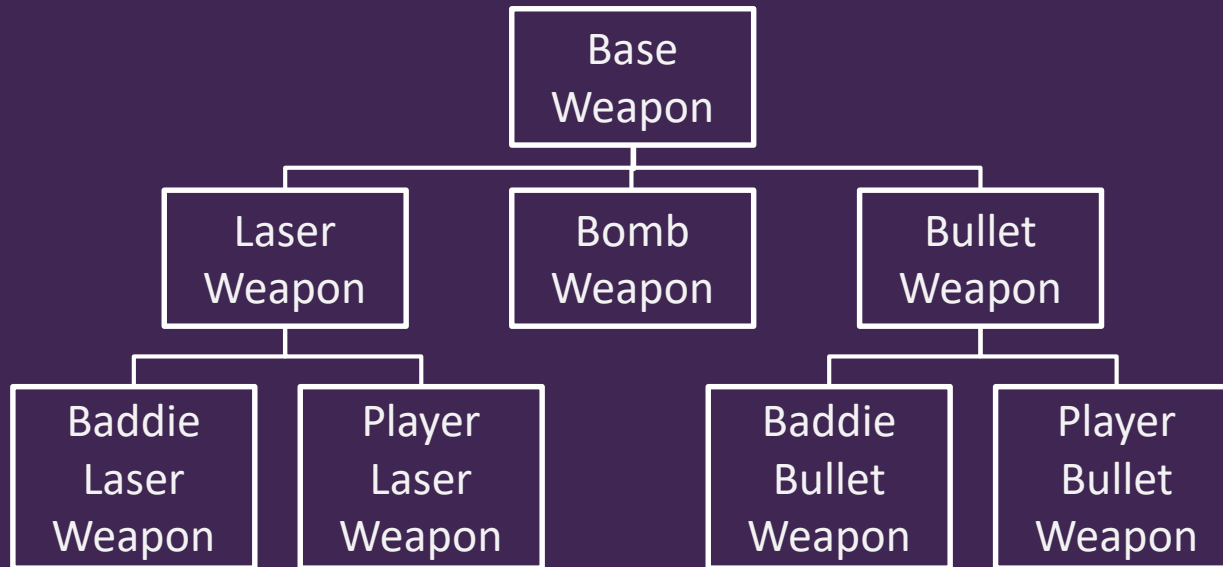 Base
Weapon
Laser
Weapon
Bomb
Weapon
Bullet
Weapon
Baddie
Laser
Weapon
Player
Laser
Weapon
Baddie
Bullet
Weapon
Player
Bullet
Weapon